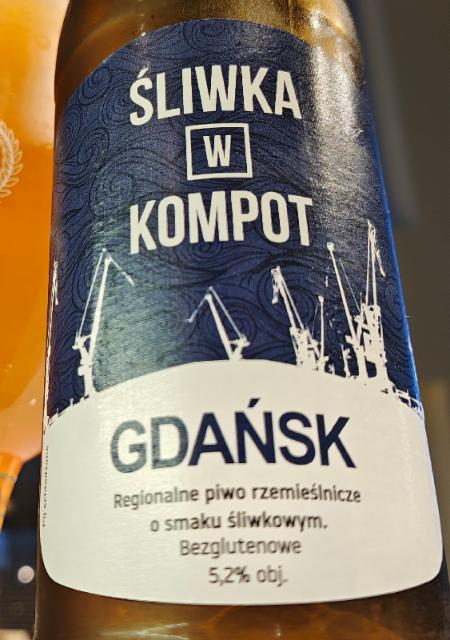 ŚLIWKA
W
KOMPOT
GDAŃSK
Regionalne piwo rzemieślnicze
o smaku śliwkowym.
Bezglutenowe
5,2% obj.